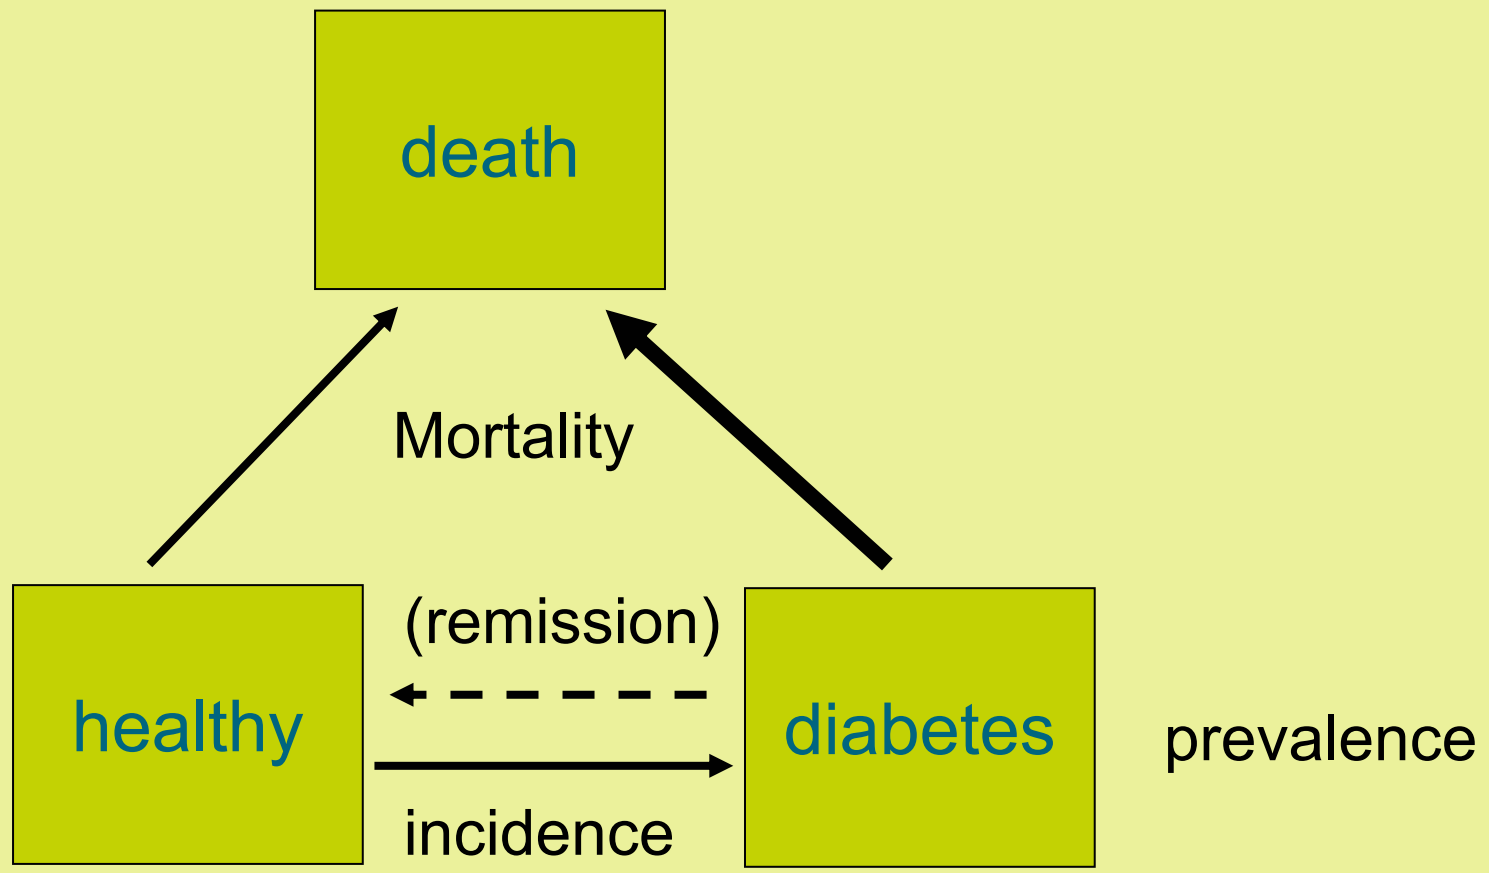 death
Mortality
(remission)
healthy
diabetes
prevalence
incidence